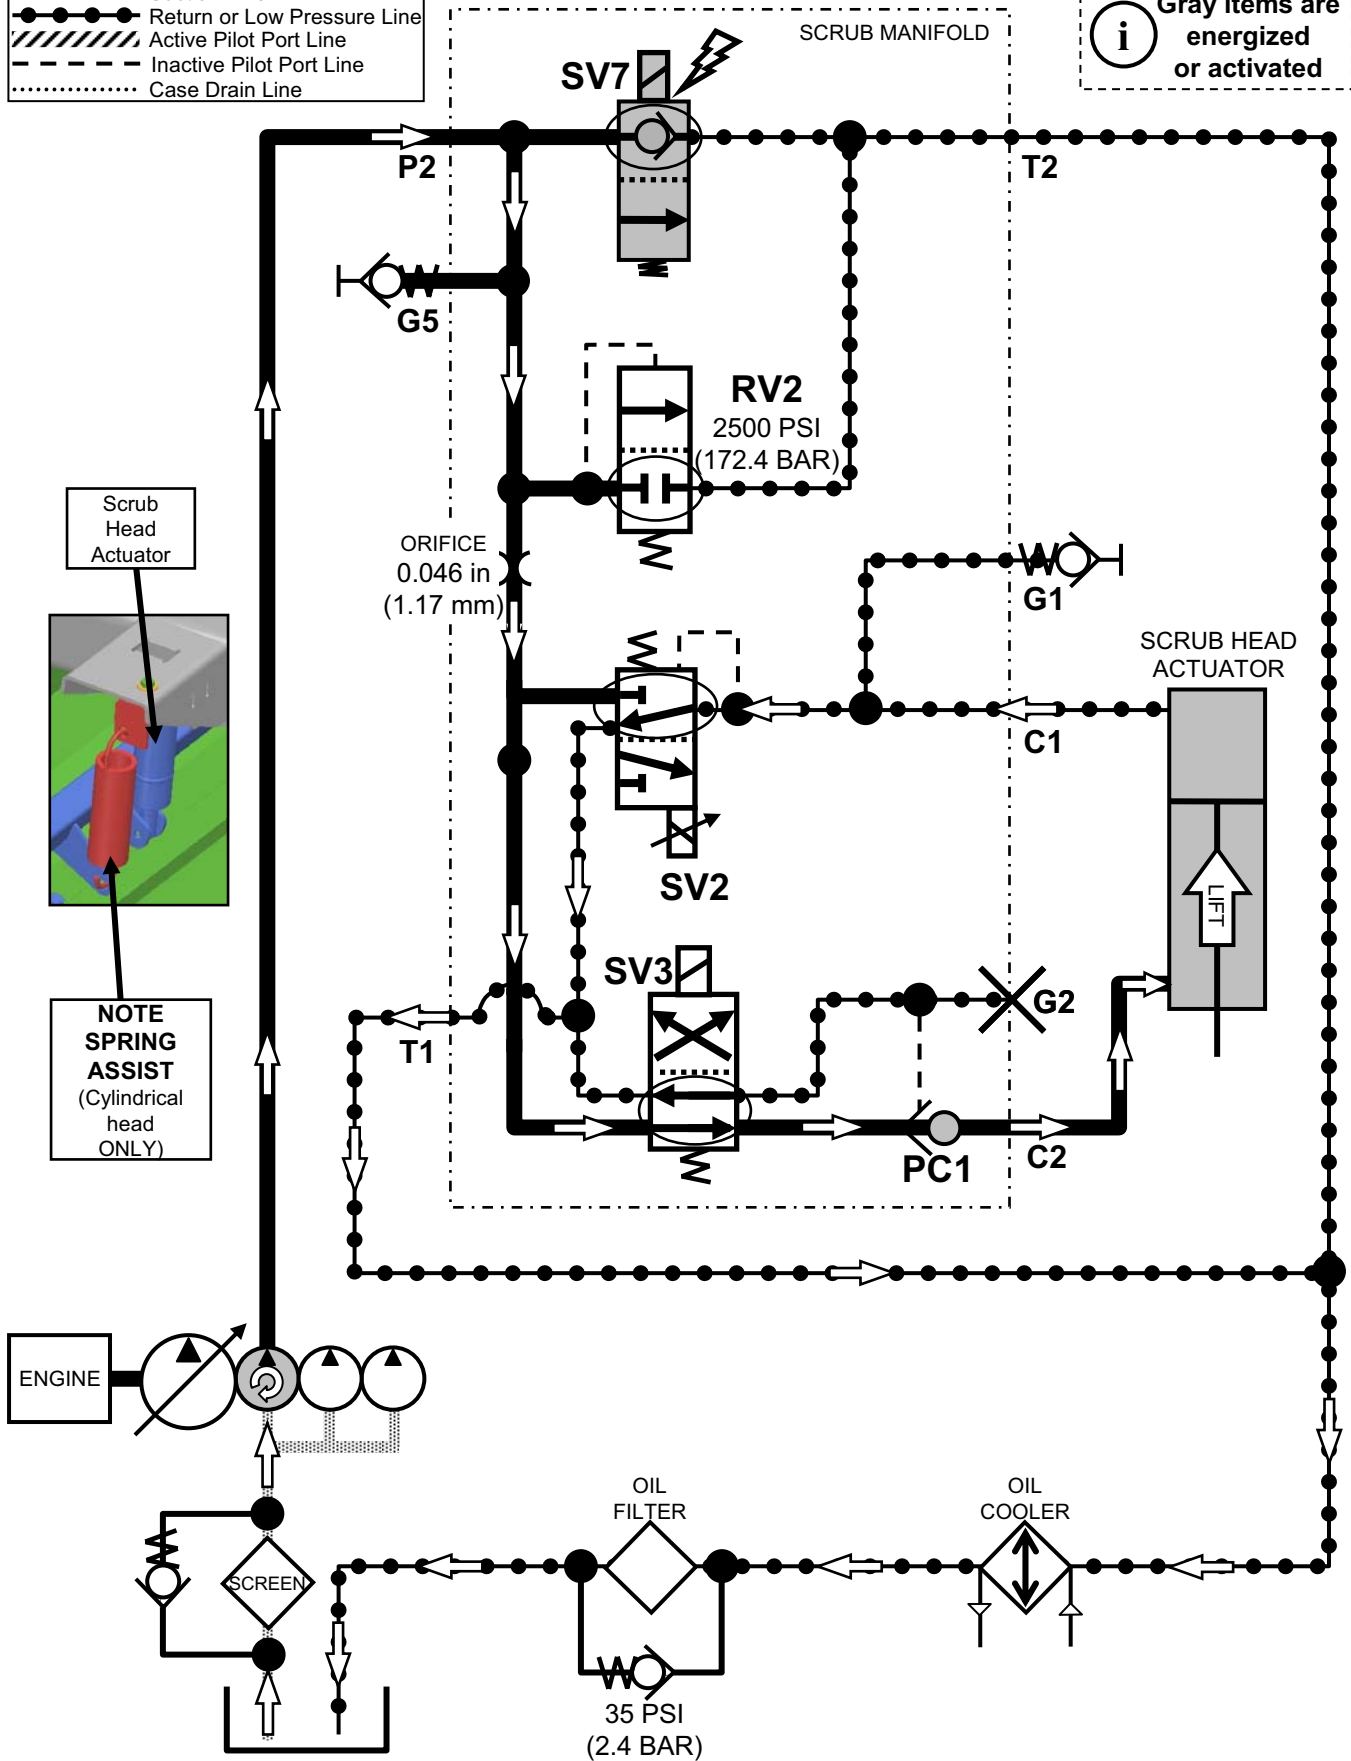 Return or Low Pressure Line
Active Pilot Port Line
Inactive Pilot Port Line
Case Drain Line
SCRUB MANIFOLD
Gray items are
i
energized
or activated
SV7
P2
T2
G5
RV2
2500 PSI
(172.4 BAR)
Scrub
Head
Actuator
ORIFICE
0.046 in
(1.17 mm)
G1
SCRUB HEAD
ACTUATOR
C1
SV2
LIFT
SV3
G2
NOTE
SPRING
ASSIST
(Cylindrical
head
ONLY)
T1
PC1
C2
ENGINE
OIL
FILTER
OIL
COOLER
SCREEN
35 PSI
(2.4 BAR)